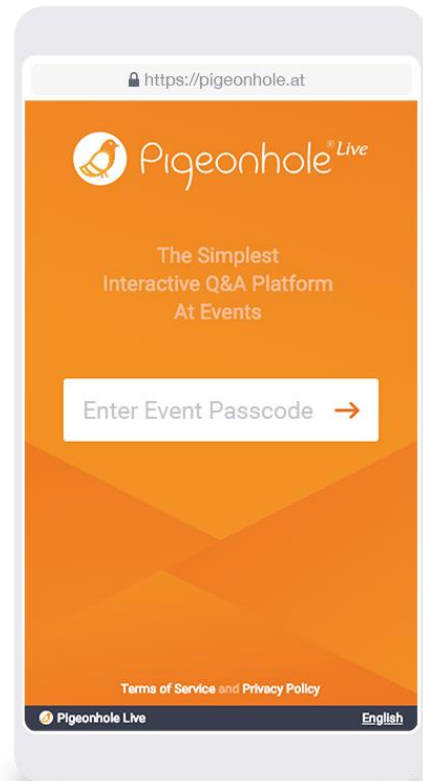 https://pigeonhole.at
Pigeonhole® Live
The Simplest
Interactive Q&A Platform
At Events
Enter Event Passcode →
Terms of Service and Privacy Policy
Pigeonhole Live English